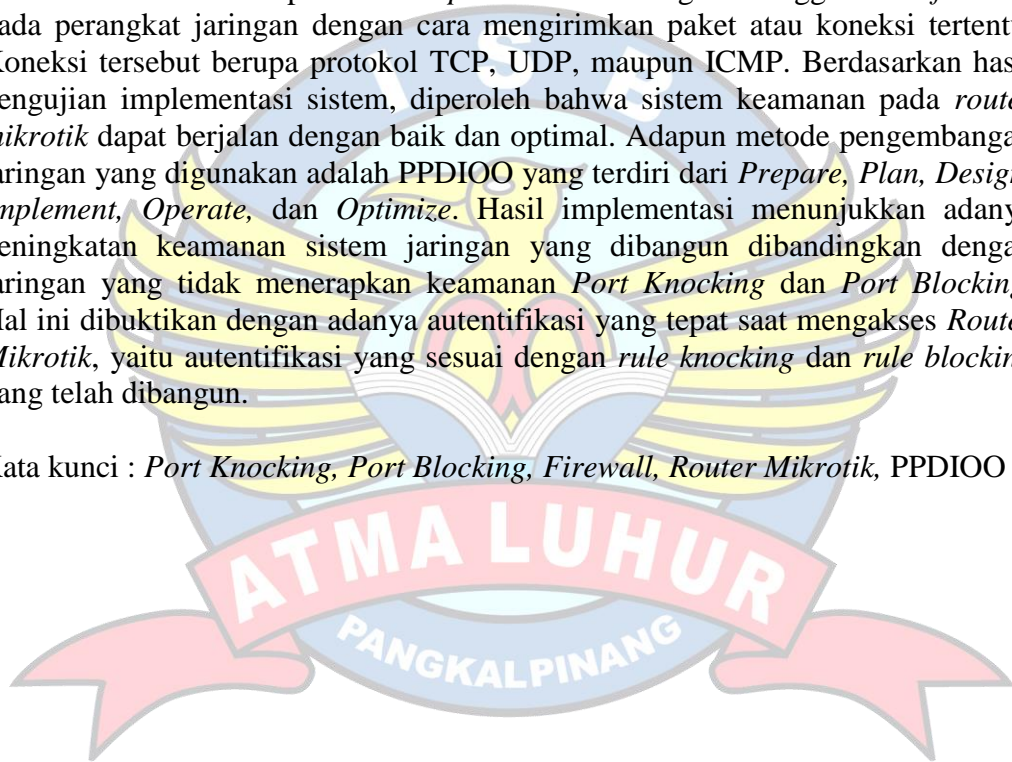 pada perangkat jaringan dengan cara mengirimkan paket atau koneksi tertentu
Koneksi tersebut berupa protokol TCP, UDP, maupun ICMP. Berdasarkan has
pengujian implementasi sistem, diperoleh bahwa sistem keamanan pada route
mikrotik dapat berjalan dengan baik dan optimal. Adapun metode pengembanga
jaringan yang digunakan adalah PPDIOO yang terdiri dari Prepare, Plan, Design
Implement, Operate, dan Optimize. Hasil implementasi menunjukkan adany
peningkatan keamanan sistem jaringan yang dibangun dibandingkan denga
jaringan yang tidak menerapkan keamanan Port Knocking dan Port Blocking
Hal ini dibuktikan dengan adanya autentifikasi yang tepat saat mengakses Route
Mikrotik, yaitu autentifikasi yang sesuai dengan rule knocking dan rule blockin
yang telah dibangun.
Kata kunci : Port Knocking, Port Blocking, Firewall, Router Mikrotik, PPDIOO
ISB
ATMA LUHUR
PANGKALPINANG